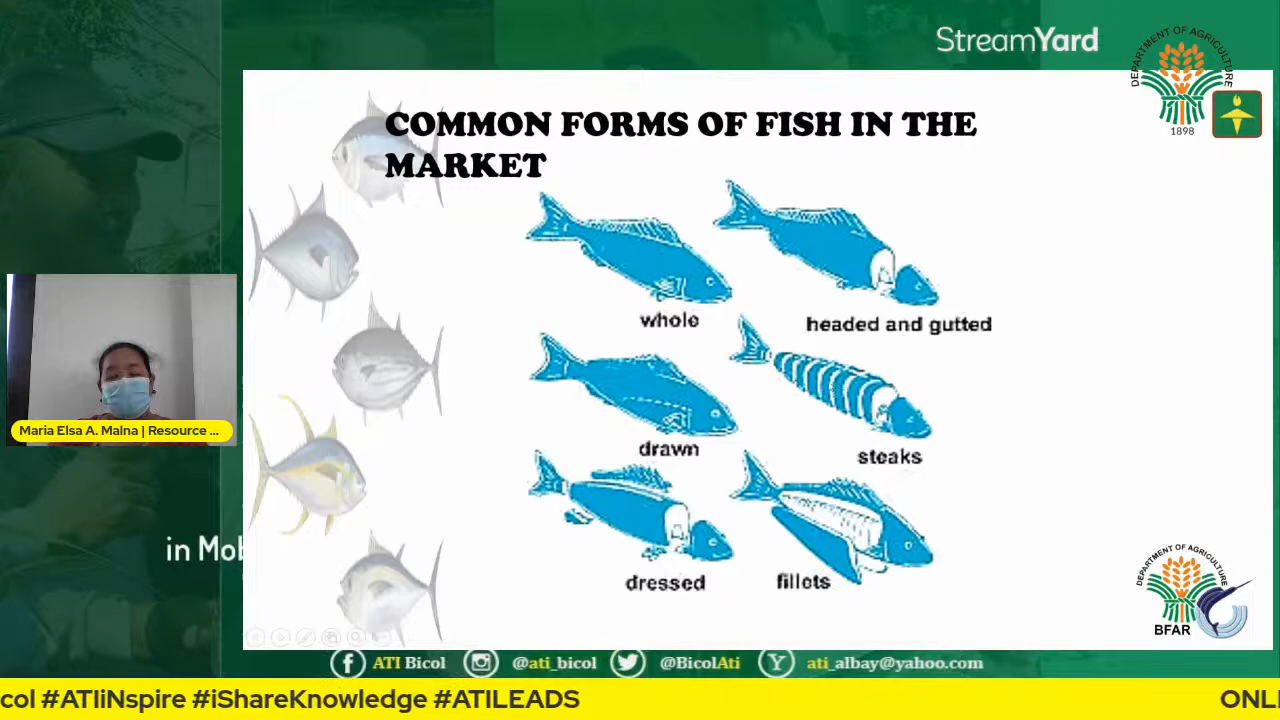 StreamYard
DEPARTMENT OF AGRICULTURE
1898
COMMON FORMS OF FISH IN THE
MARKET
whole
headed and gutted
drawn
steaks
dressed
fillets
Maria Elsa A. Malna | Resource ...
in Mob
DEPARTMENT OF AGRICULTURE
BFAR
ATI Bicol @ati_bicol @BicolAti ati_albay@yahoo.com
col #ATIiNspire #iShareKnowledge #ATILEADS ONLI